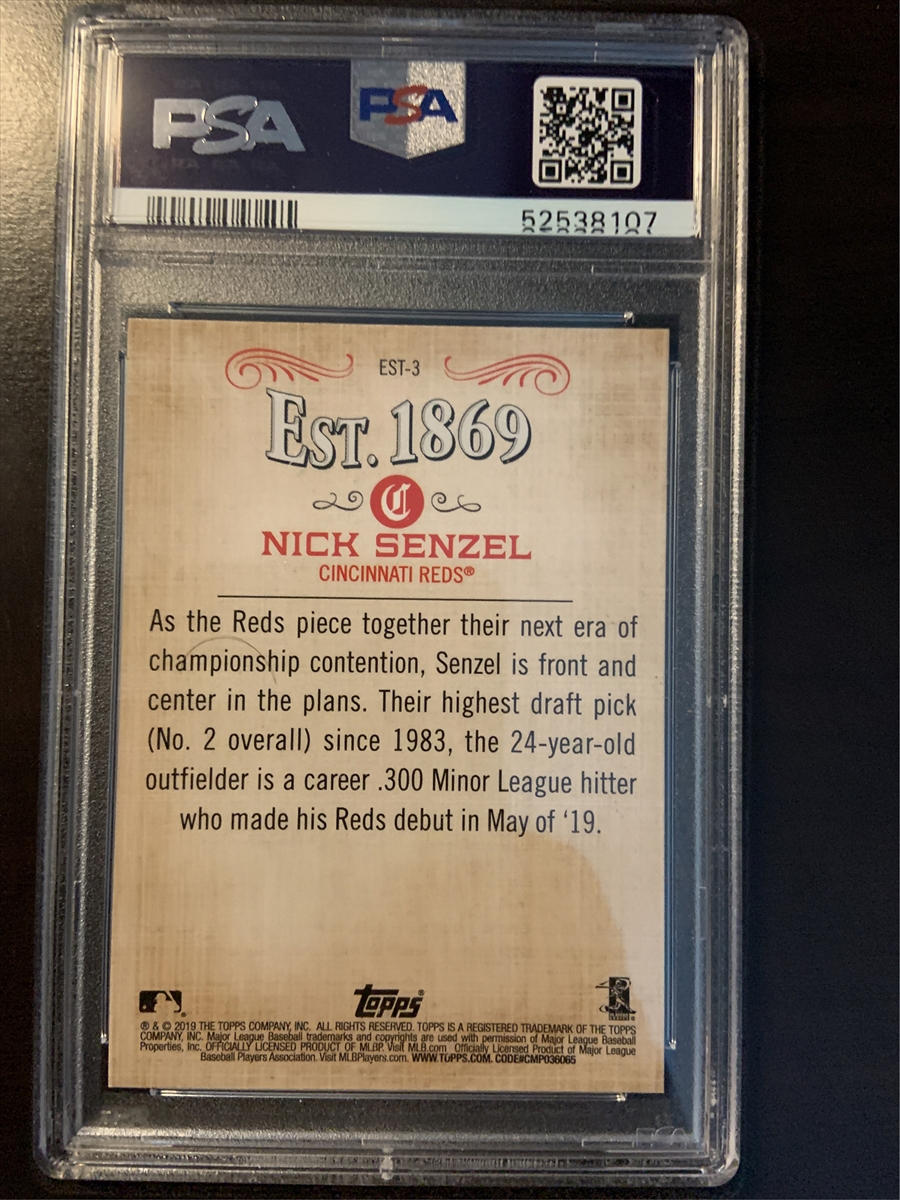 PSA
PSA
52538107
EST-3
EST. 1869
C
NICK SENZEL
CINCINNATI REDS®
As the Reds piece together their next era of
championship contention, Senzel is front and
center in the plans. Their highest draft pick
(No. 2 overall) since 1983, the 24-year-old
outfielder is a career .300 Minor League hitter
who made his Reds debut in May of ‘19.
topps®
® & © 2019 THE TOPPS COMPANY, INC. ALL RIGHTS RESERVED. TOPPS IS A REGISTERED TRADEMARK OF THE TOPPS
COMPANY, INC. Major League Baseball trademarks and copyrights are used with permission of Major League Baseball
Properties, Inc. OFFICIALLY LICENSED PRODUCT OF MLBP. Visit MLB.com Officially Licensed Product of Major League
Baseball Players Association. Visit MLBPlayers.com. WWW.TOPPS.COM. CODE#CMP036065
PSA